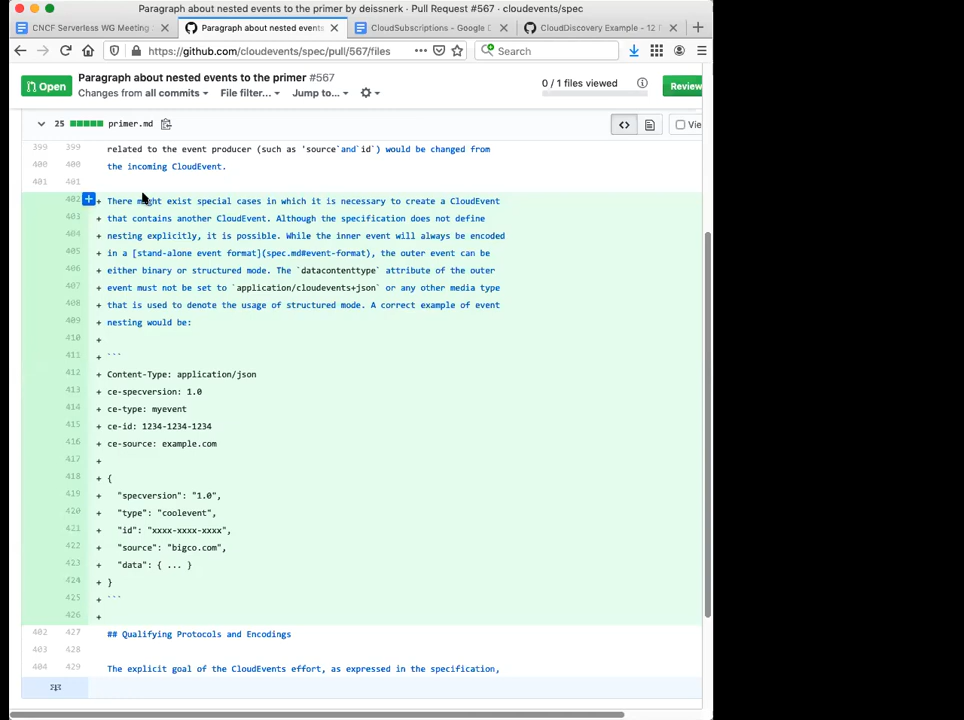 Paragraph about nested events to the primer by deissnerk · Pull Request #567 · cloudevents/spec
CNCF Serverless WG Meeting
Paragraph about nested events
CloudSubscriptions - Google D
CloudDiscovery Example - 12
https://github.com/cloudevents/spec/pull/567/files
Search
Open
Paragraph about nested events to the primer #567
Changes from all commits
File filter...
Jump to...
0 / 1 files viewed
Review
25
primer.md
Vie
399 399 related to the event producer (such as 'source`and`id`) would be changed from
400 400 the incoming CloudEvent.
401 401
402 + There might exist special cases in which it is necessary to create a CloudEvent
403 + that contains another CloudEvent. Although the specification does not define
404 + nesting explicitly, it is possible. While the inner event will always be encoded
405 + in a [stand-alone event format](spec.md#event-format), the outer event can be
406 + either binary or structured mode. The `datacontenttype` attribute of the outer
407 + event must not be set to `application/cloudevents+json` or any other media type
408 + that is used to denote the usage of structured mode. A correct example of event
409 + nesting would be:
410 +
411 + ```
412 + Content-Type: application/json
413 + ce-specversion: 1.0
414 + ce-type: myevent
415 + ce-id: 1234-1234-1234
416 + ce-source: example.com
417 +
418 + {
419 + "specversion": "1.0",
420 + "type": "coolevent",
421 + "id": "xxxx-xxxx-xxxx",
422 + "source": "bigco.com",
423 + "data": { ... }
424 + }
425 + ```
426 +
402 427 ## Qualifying Protocols and Encodings
403 428
404 429 The explicit goal of the CloudEvents effort, as expressed in the specification,